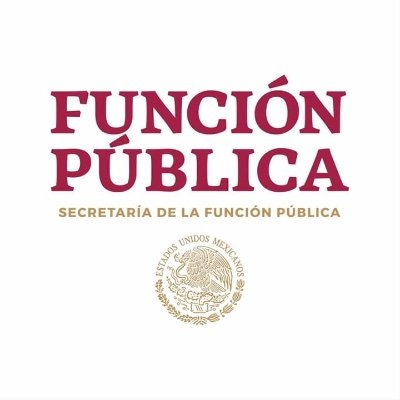 FUNCIÓN
PÚBLICA
SECRETARÍA DE LA FUNCIÓN PÚBLICA
ESTADOS UNIDOS MEXICANOS